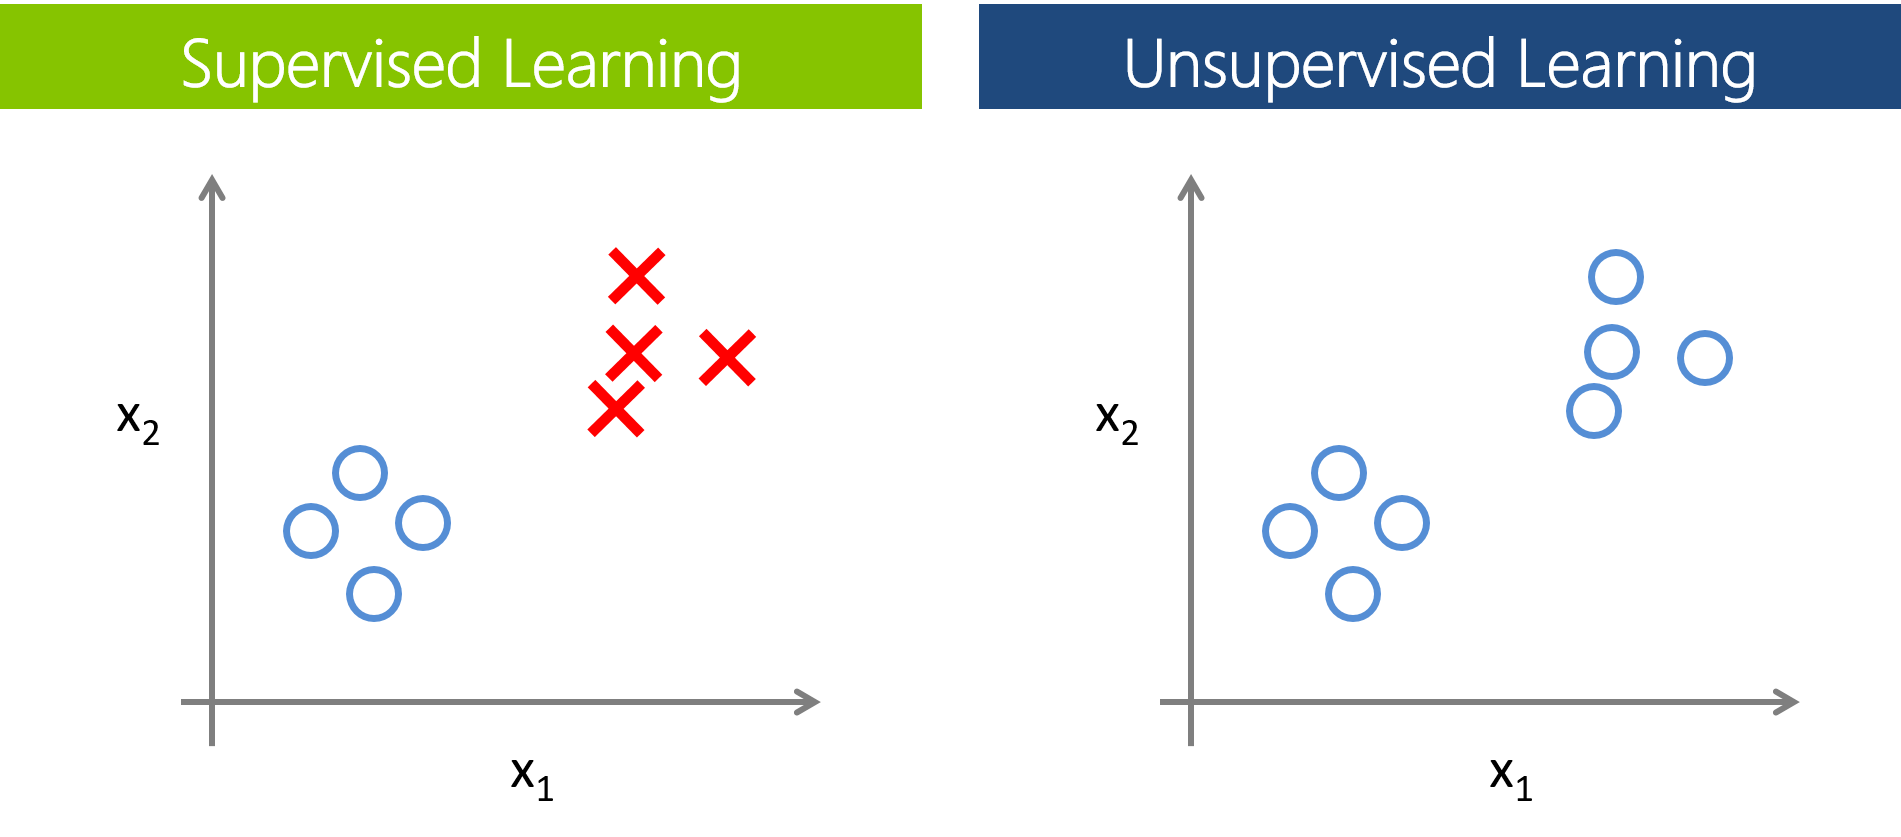 Supervised Learning
Unsupervised Learning
x₂
x₁
x₂
x₁